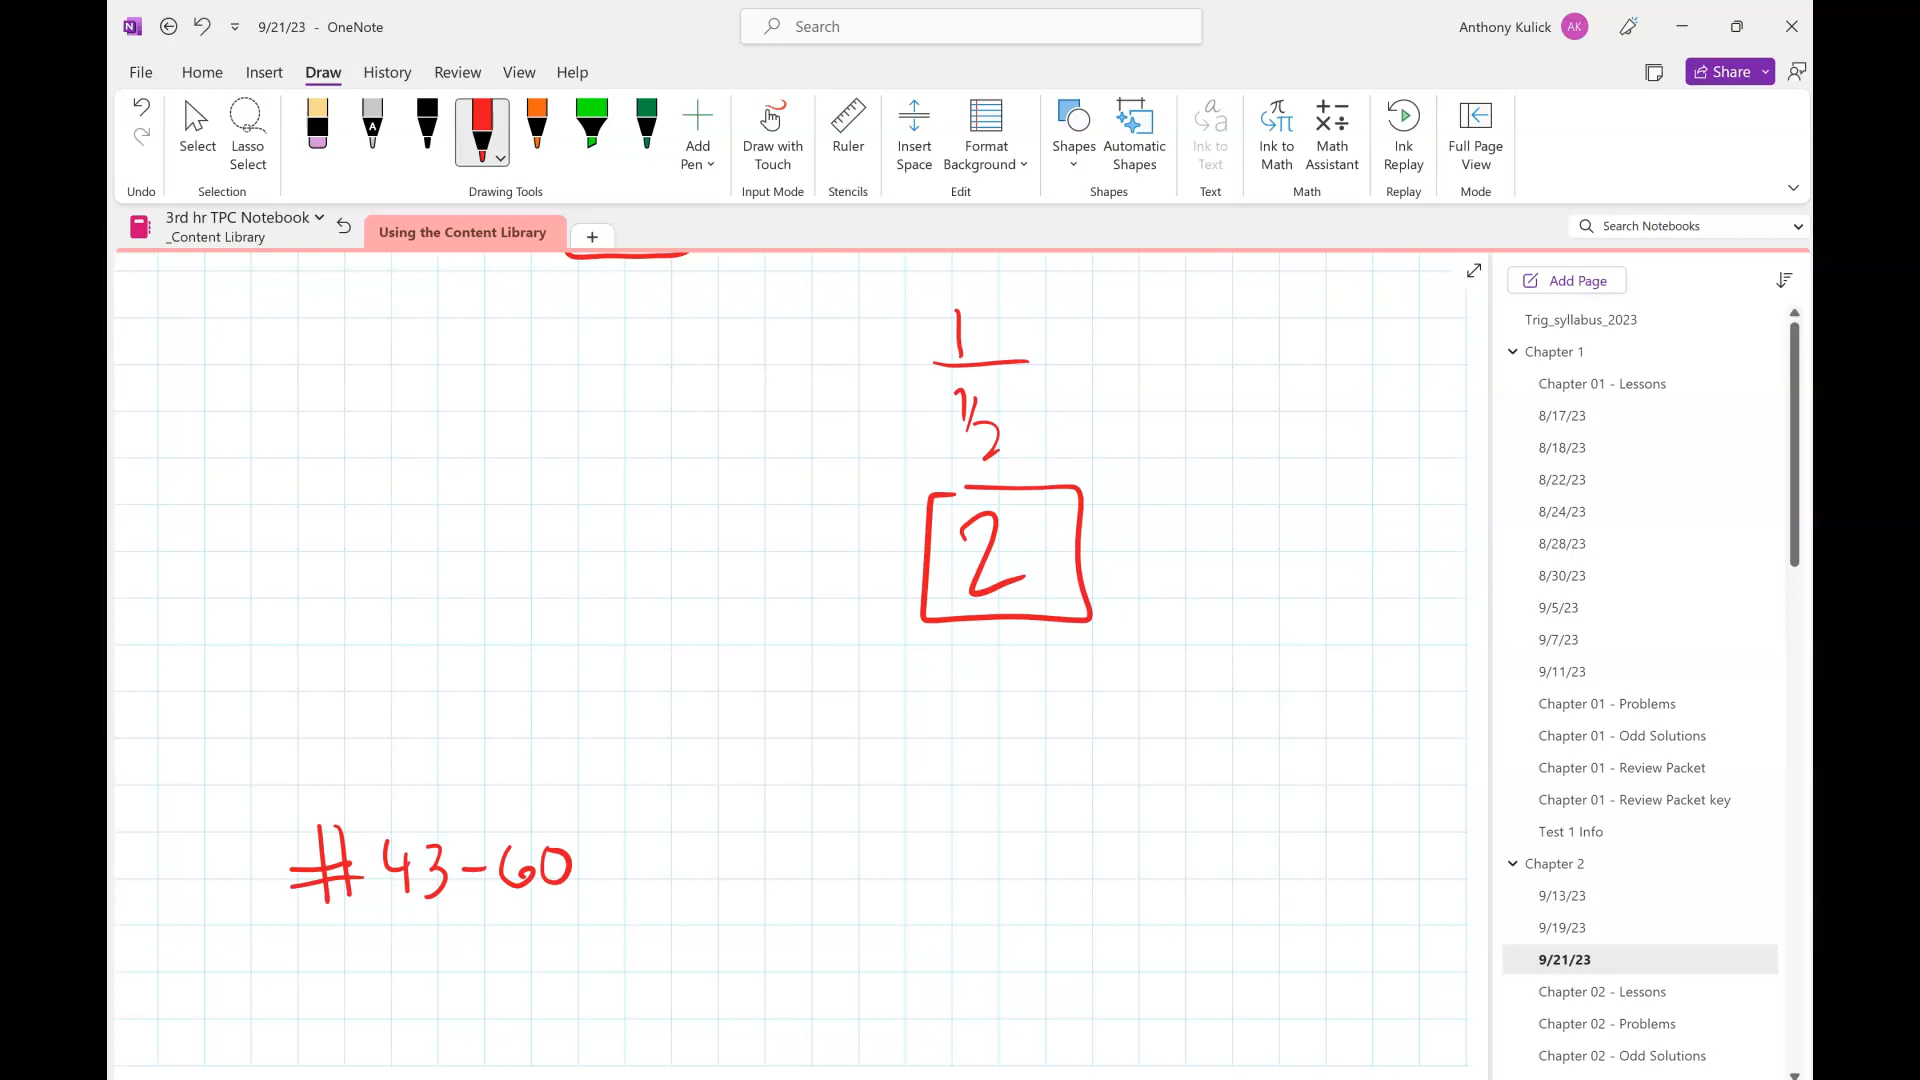 9/21/23 - OneNote
Search
Anthony Kulick
AK
File Home Insert Draw History Review View Help
Share
Undo
Select
Lasso Select
Selection
A
Drawing Tools
Add Pen
Draw with Touch
Input Mode
Ruler
Stencils
Insert Space
Format Background
Edit
Shapes
Automatic Shapes
Shapes
Ink to Text
Text
Ink to Math
Math Assistant
Math
Ink Replay
Replay
Full Page View
Mode
3rd hr TPC Notebook
_Content Library
Using the Content Library
+
Search Notebooks
1
1/2
2
# 43-60
Add Page
Trig_syllabus_2023
Chapter 1
Chapter 01 - Lessons
8/17/23
8/18/23
8/22/23
8/24/23
8/28/23
8/30/23
9/5/23
9/7/23
9/11/23
Chapter 01 - Problems
Chapter 01 - Odd Solutions
Chapter 01 - Review Packet
Chapter 01 - Review Packet key
Test 1 Info
Chapter 2
9/13/23
9/19/23
9/21/23
Chapter 02 - Lessons
Chapter 02 - Problems
Chapter 02 - Odd Solutions